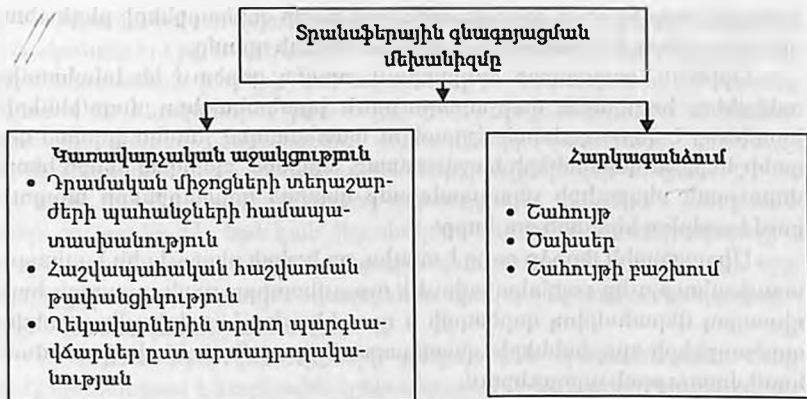 Տրանսֆերային գնագոյացման
մեխանիզմը
Կառավարչական աջակցություն
• Դրամական միջոցների տեղաշար-
ժերի պահանջների համապա-
տասխանություն
• Հաշվապահական հաշվառման
թափանցիկություն
• Ղեկավարներին տրվող պարգևա-
վճարներ ըստ արտադրողակա-
նության
Հարկագանձում
• Շահույթ
• Ծախսեր
• Շահույթի բաշխում